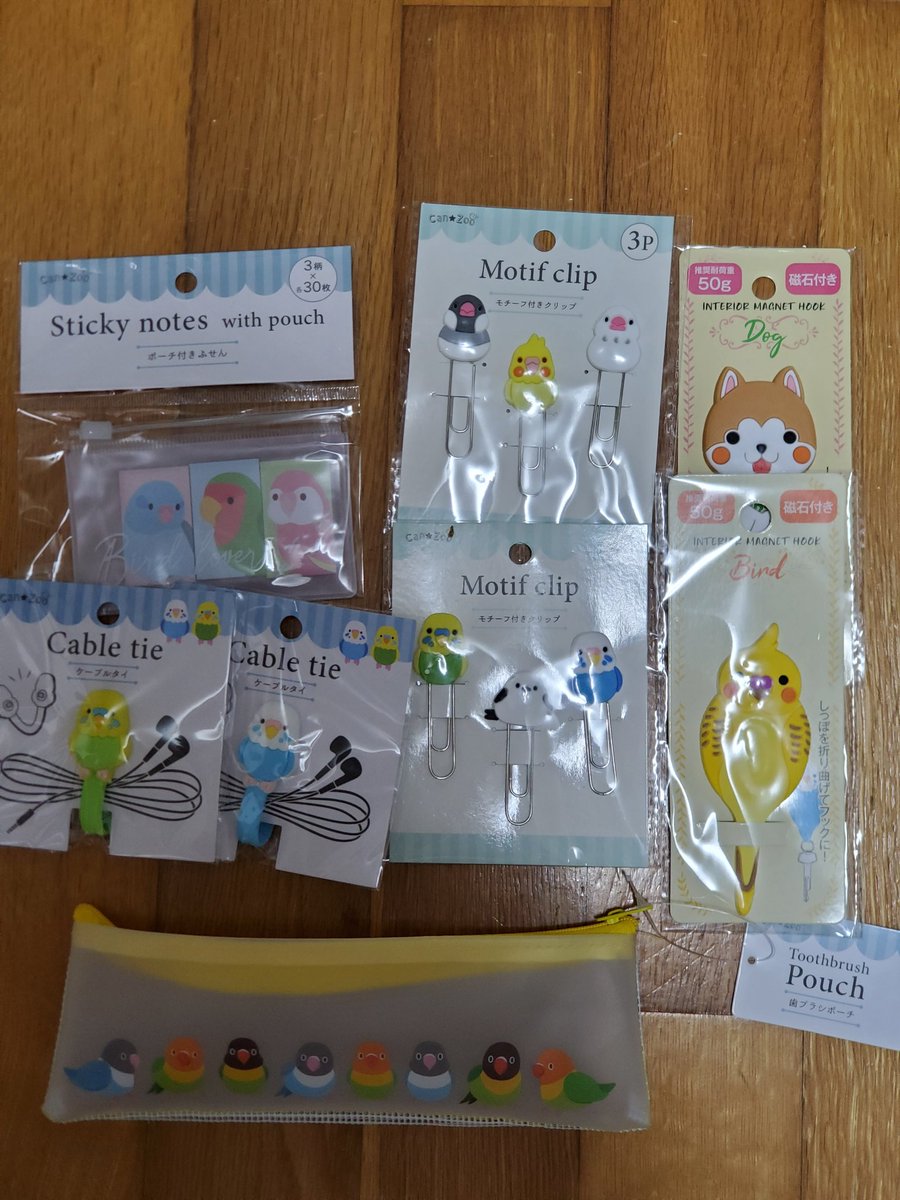 Can★Zoo
3柄
×
各30枚
Sticky notes with pouch
ポーチ付きふせん
Bird lover
Can★Zoo
3P
Motif clip
モチーフ付きクリップ
推奨耐荷重
50g
磁石付き
INTERIOR MAGNET HOOK
Dog
Can★Zoo
Motif clip
モチーフ付きクリップ
推奨耐荷重
50g
磁石付き
INTERIOR MAGNET HOOK
Bird
しっぽを折り曲げてフックに!
Can★Zoo
Cable tie
ケーブルタイ
Cable tie
ケーブルタイ
Toothbrush
Pouch
歯ブラシポーチ